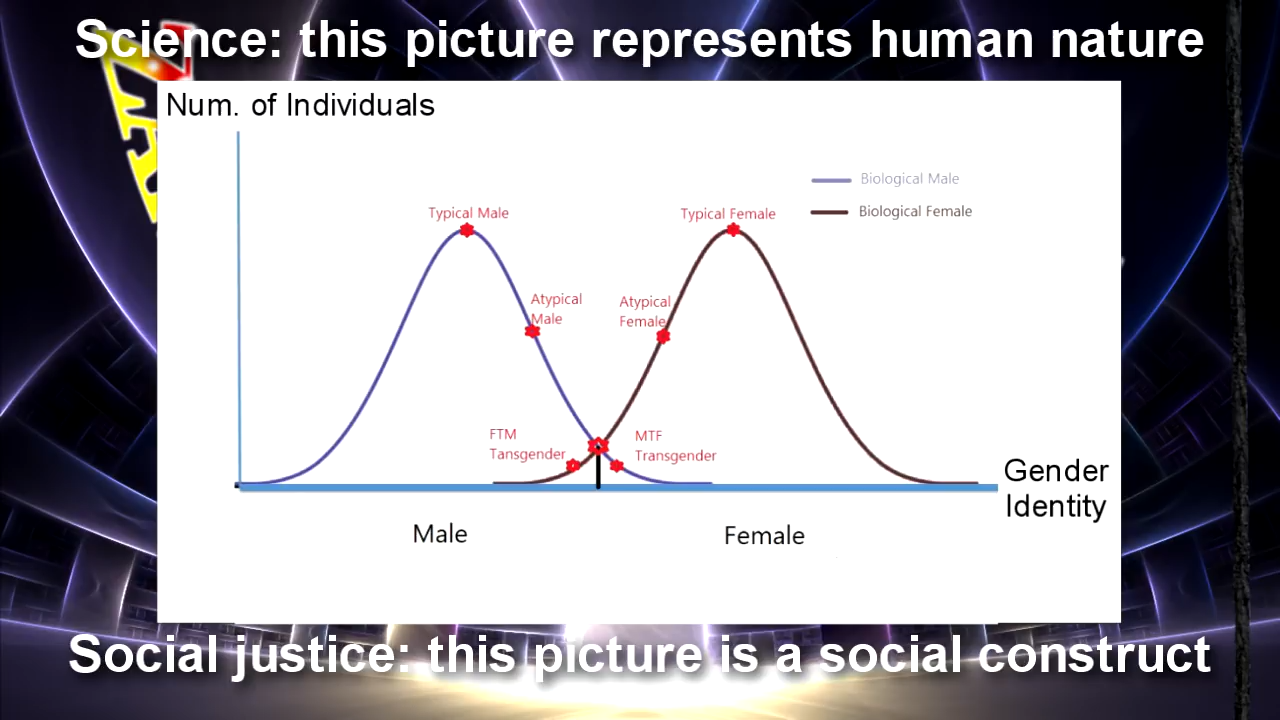 Science: this picture represents human nature
Num. of Individuals
Biological Male
Biological Female
Typical Male
Typical Female
Atypical
Male
Atypical
Female
FTM
Tansgender
MTF
Transgender
Gender
Identity
Male
Female
Social justice: this picture is a social construct